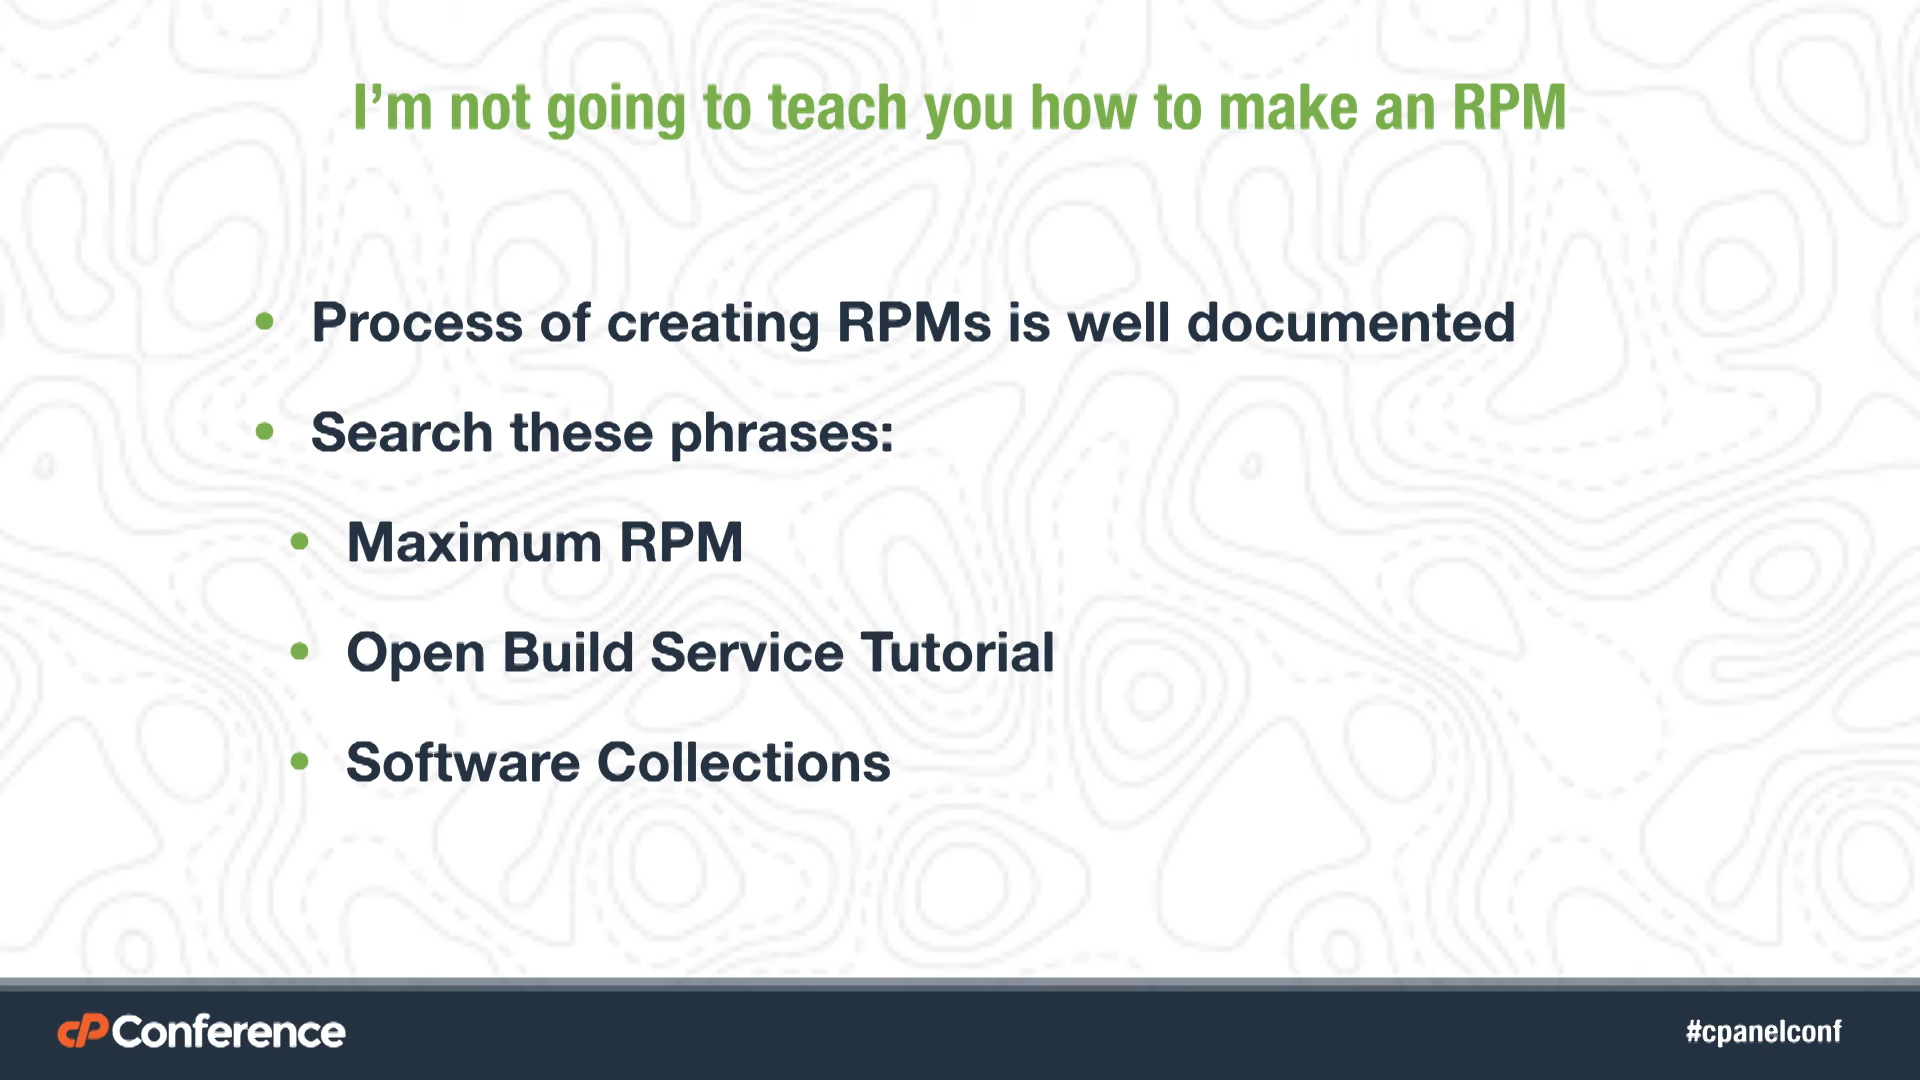 I’m not going to teach you how to make an RPM
• Process of creating RPMs is well documented
• Search these phrases:
• Maximum RPM
• Open Build Service Tutorial
• Software Collections
cPConference
#cpanelconf